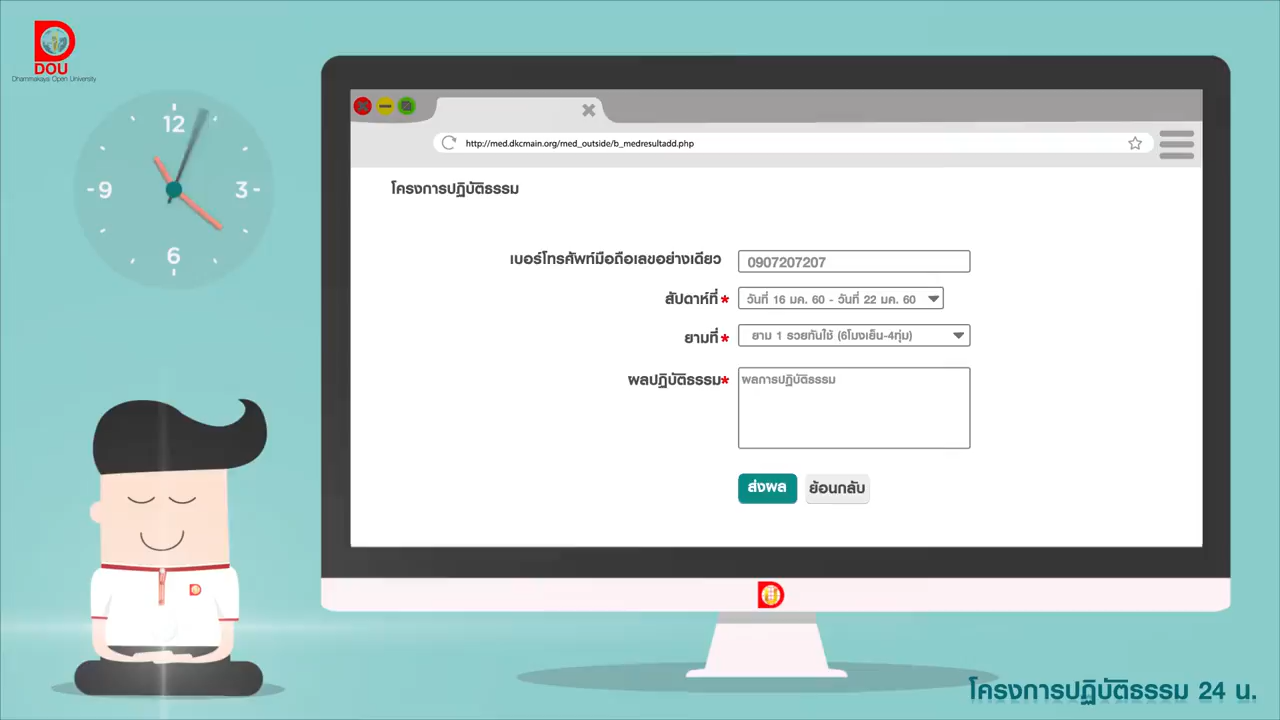 DOU
Dhammakaya Open University
12
3
6
9
http://med.dkcmain.org/med_outside/b_medresultadd.php
โครงการปฏิบัติธรรม
เบอร์โทรศัพท์มือถือเลขอย่างเดียว 0907207207
สัปดาห์ที่* วันที่ 16 มค. 60 - วันที่ 22 มค. 60
ยามที่* ยาม 1 รวยทันใช้ (6โมงเย็น-4ทุ่ม)
ผลปฏิบัติธรรม* ผลการปฏิบัติธรรม
ส่งผล ย้อนกลับ
โครงการปฏิบัติธรรม 24 น.